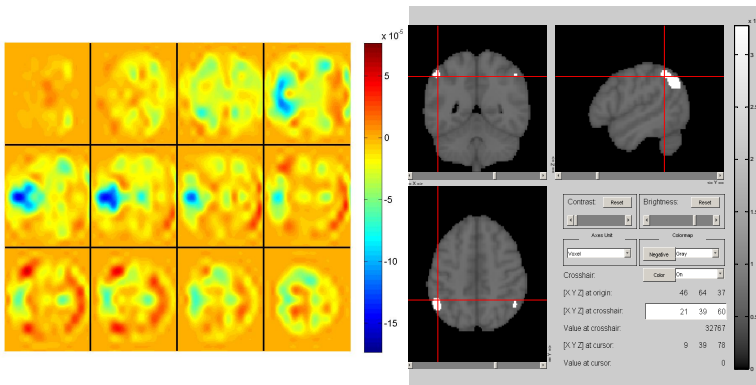 x 10-5
5
0
-5
-10
-15
Contrast:
Reset
Brightness:
Reset
Axes Unit
Colormap
Voxel
Negative
Gray
Crosshair:
Color
On
[X Y Z] at origin: 46 64 37
[X Y Z] at crosshair: 21 39 60
Value at crosshair: 32767
[X Y Z] at cursor: 9 39 78
Value at cursor: 0